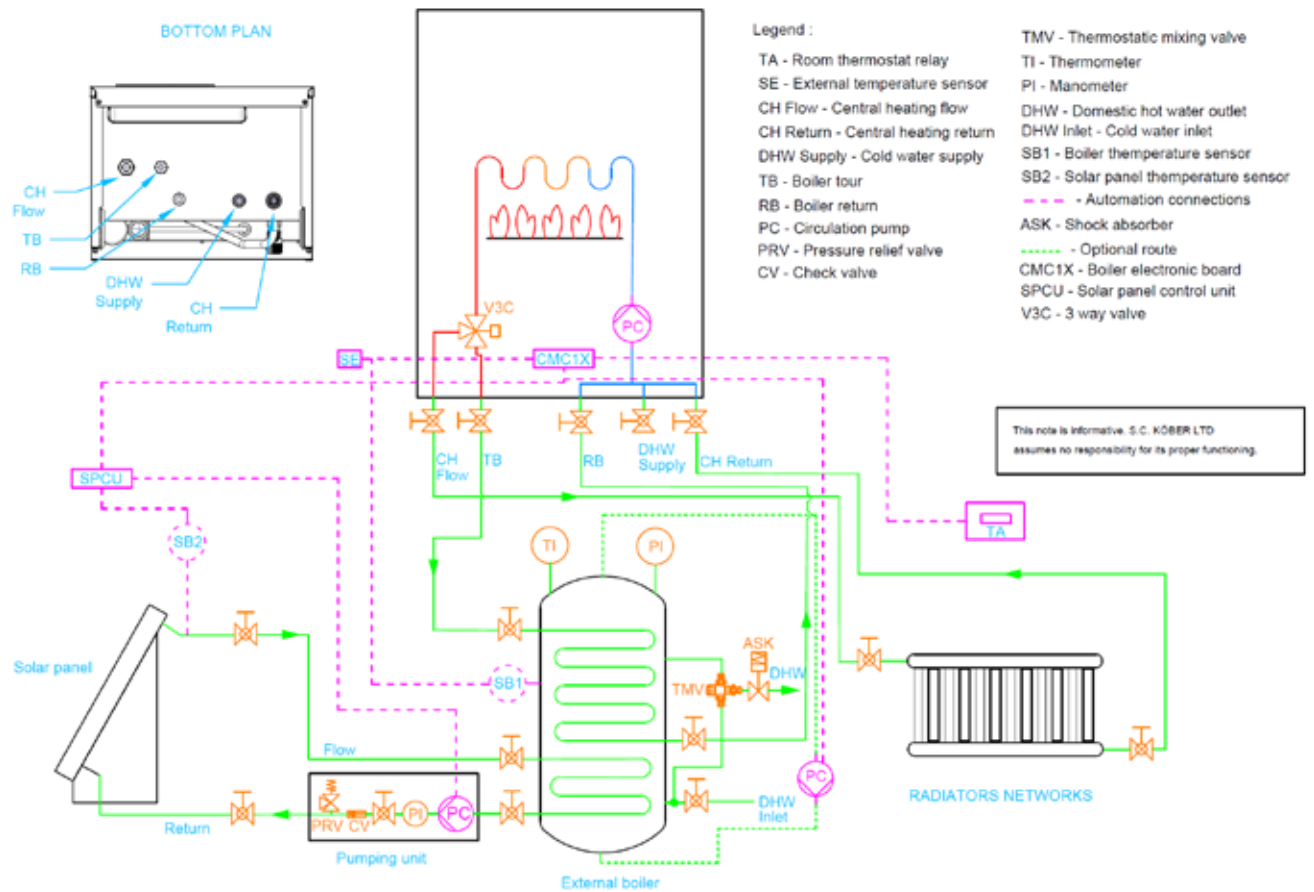 BOTTOM PLAN
CH
Flow
TB
RB
DHW
Supply
CH
Return
V3C
PC
SE
CMC1X
CH
Flow
TB
RB
DHW
Supply
CH Return
SPCU
SB2
TI
PI
TA
Solar panel
SB1
ASK
DHW
TMV
Flow
PC
DHW
Inlet
PRV
CV
PI
PC
Return
Pumping unit
External boiler
RADIATORS NETWORKS
Legend :
TA - Room thermostat relay
SE - External temperature sensor
CH Flow - Central heating flow
CH Return - Central heating return
DHW Supply - Cold water supply
TB - Boiler tour
RB - Boiler return
PC - Circulation pump
PRV - Pressure relief valve
CV - Check valve
TMV - Thermostatic mixing valve
TI - Thermometer
PI - Manometer
DHW - Domestic hot water outlet
DHW Inlet - Cold water inlet
SB1 - Boiler themperature sensor
SB2 - Solar panel themperature sensor
- Automation connections
ASK - Shock absorber
- Optional route
CMC1X - Boiler electronic board
SPCU - Solar panel control unit
V3C - 3 way valve
This note is informative. S.C. KÖBER LTD
assumes no responsibility for its proper functioning.